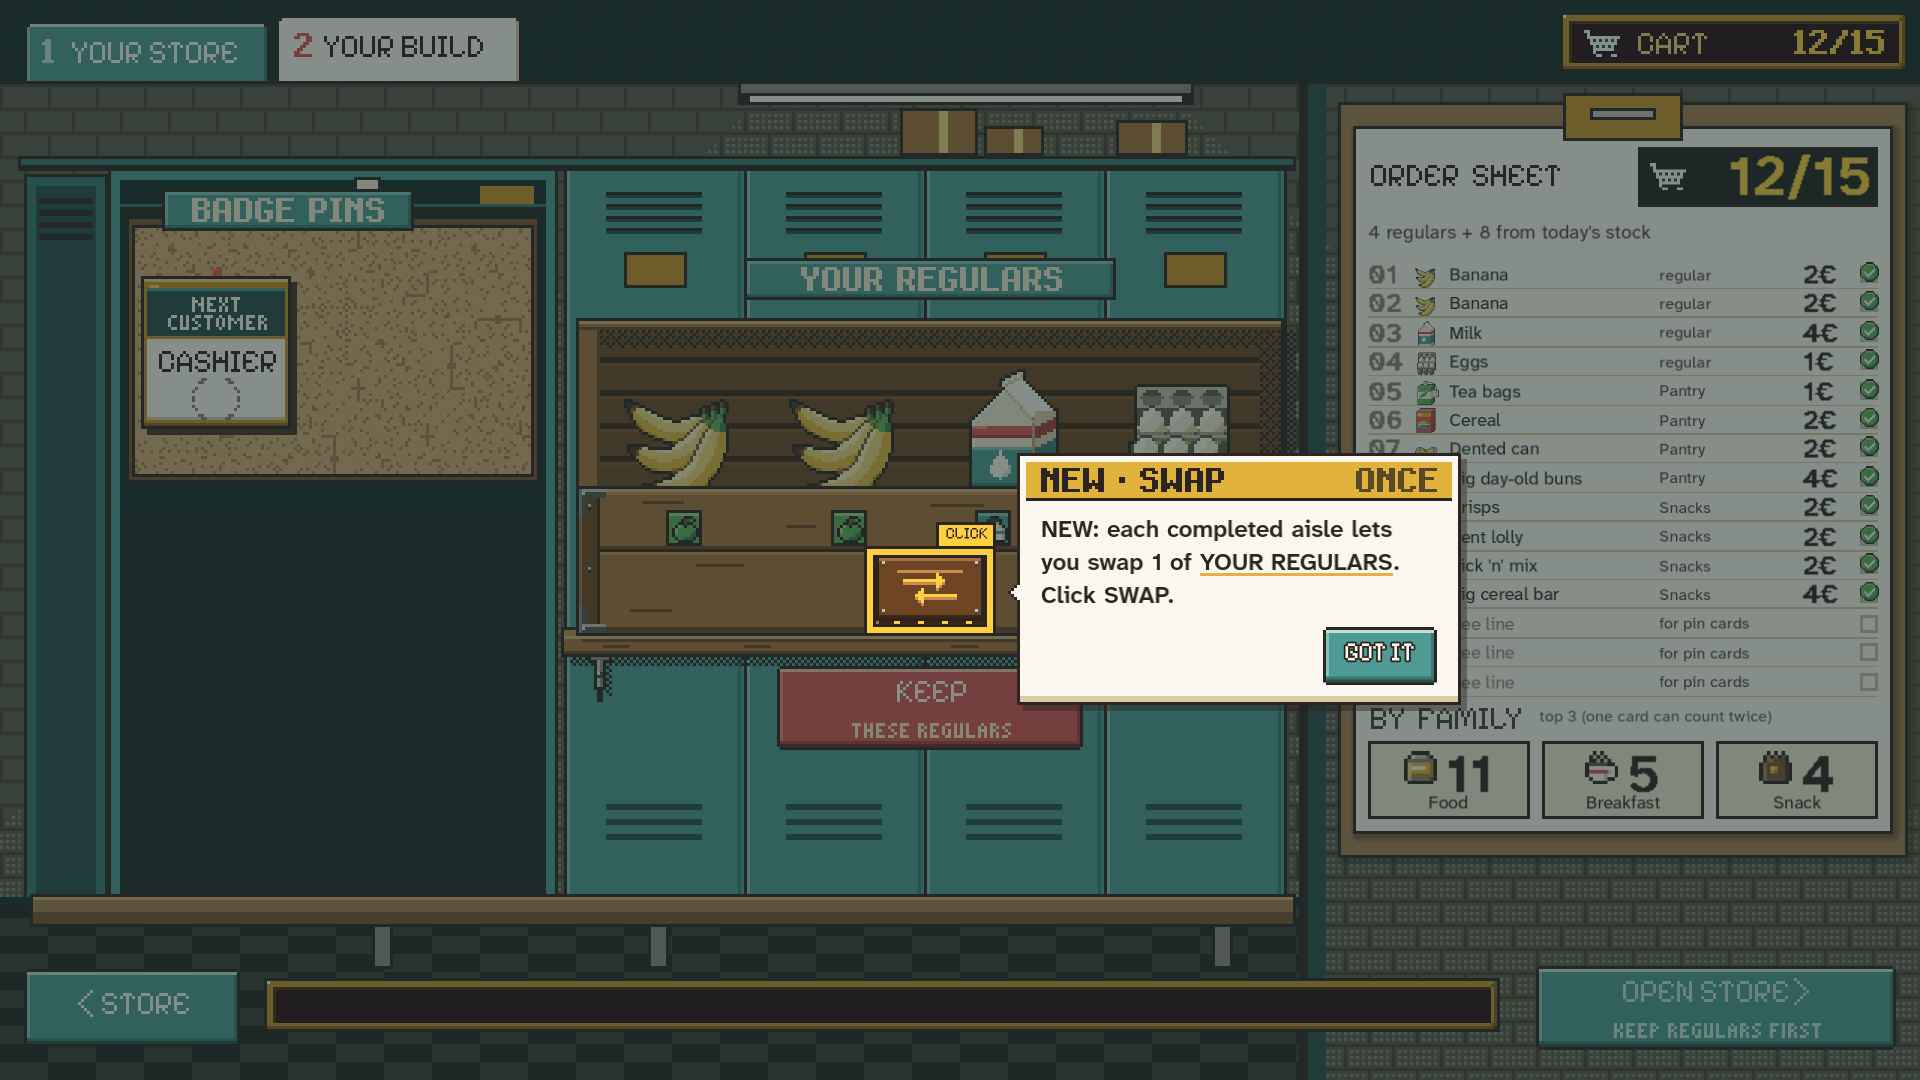 1 YOUR STORE
2 YOUR BUILD
CART 12/15
BADGE PINS
NEXT
CUSTOMER
CASHIER
YOUR REGULARS
ORDER SHEET 12/15
4 regulars + 8 from today's stock
01 Banana regular 2€
02 Banana regular 2€
03 Milk regular 4€
04 Eggs regular 1€
05 Tea bags Pantry 1€
06 Cereal Pantry 2€
07 Dented can Pantry 2€
ig day-old buns Pantry 4€
risps Snacks 2€
ent lolly Snacks 2€
ick 'n' mix Snacks 2€
ig cereal bar Snacks 4€
ee line for pin cards
ee line for pin cards
ee line for pin cards
NEW · SWAP ONCE
NEW: each completed aisle lets
you swap 1 of YOUR REGULARS.
Click SWAP.
GOT IT
CLICK
KEEP
THESE REGULARS
BY FAMILY top 3 (one card can count twice)
11 Food
5 Breakfast
4 Snack
< STORE
OPEN STORE >
KEEP REGULARS FIRST